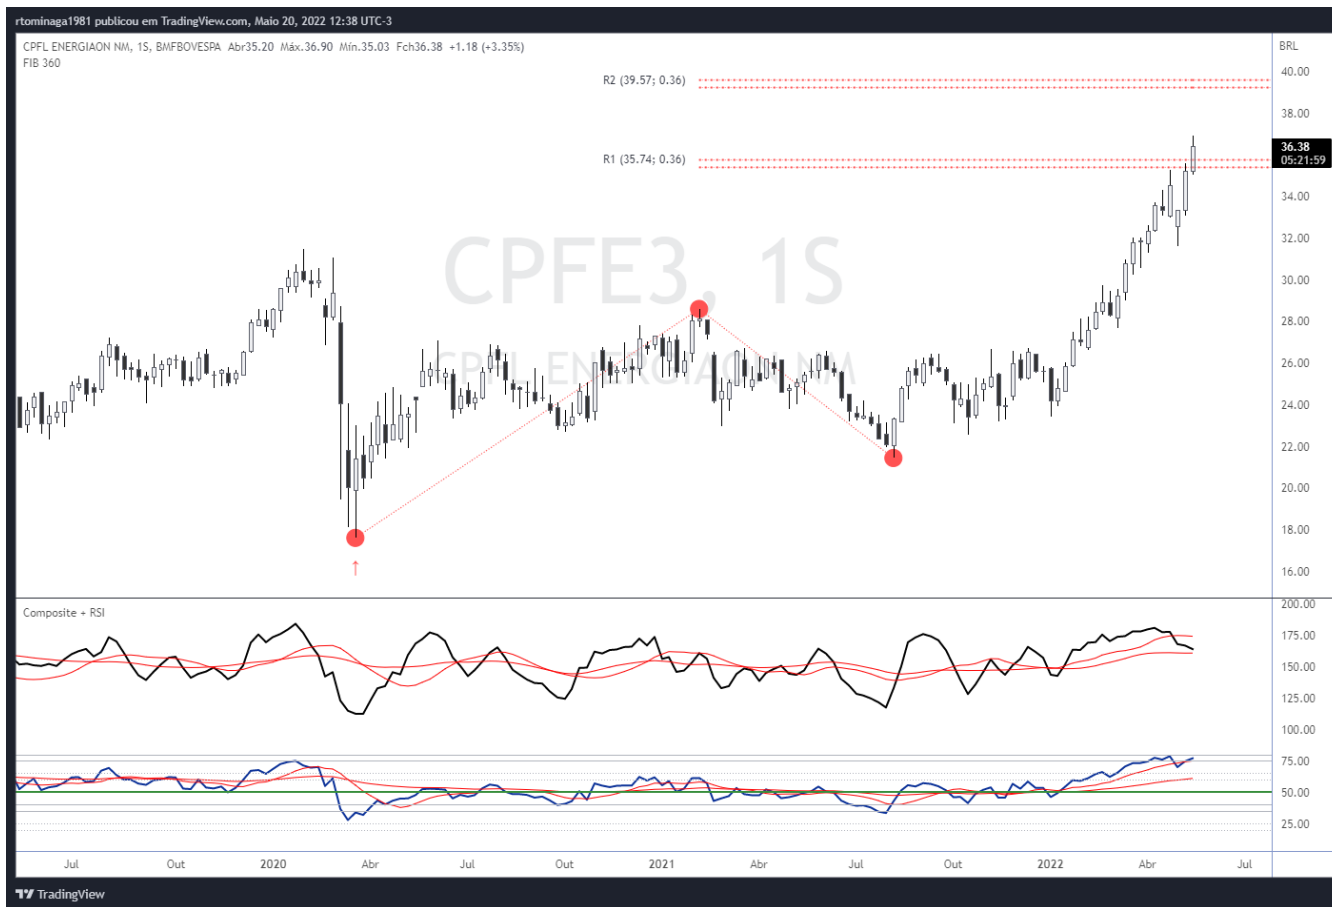 rtominaga1981 publicou em TradingView.com, Maio 20, 2022 12:38 UTC-3
CPFL ENERGIAON NM, 1S, BMFBOVESPA Abr35.20 Máx.36.90 Mín.35.03 Fch36.38 +1.18 (+3.35%)
BRL
FIB 360
40.00
R2 (39.57; 0.36)
38.00
36.38
05:21:59
R1 (35.74; 0.36)
34.00
32.00
CPFE3, 1S
30.00
28.00
CPFL ENERGIAON NM
26.00
24.00
22.00
20.00
18.00
↑
16.00
Composite + RSI
200.00
175.00
150.00
125.00
100.00
75.00
50.00
25.00
Jul Out 2020 Abr Jul Out 2021 Abr Jul Out 2022 Abr Jul
TradingView